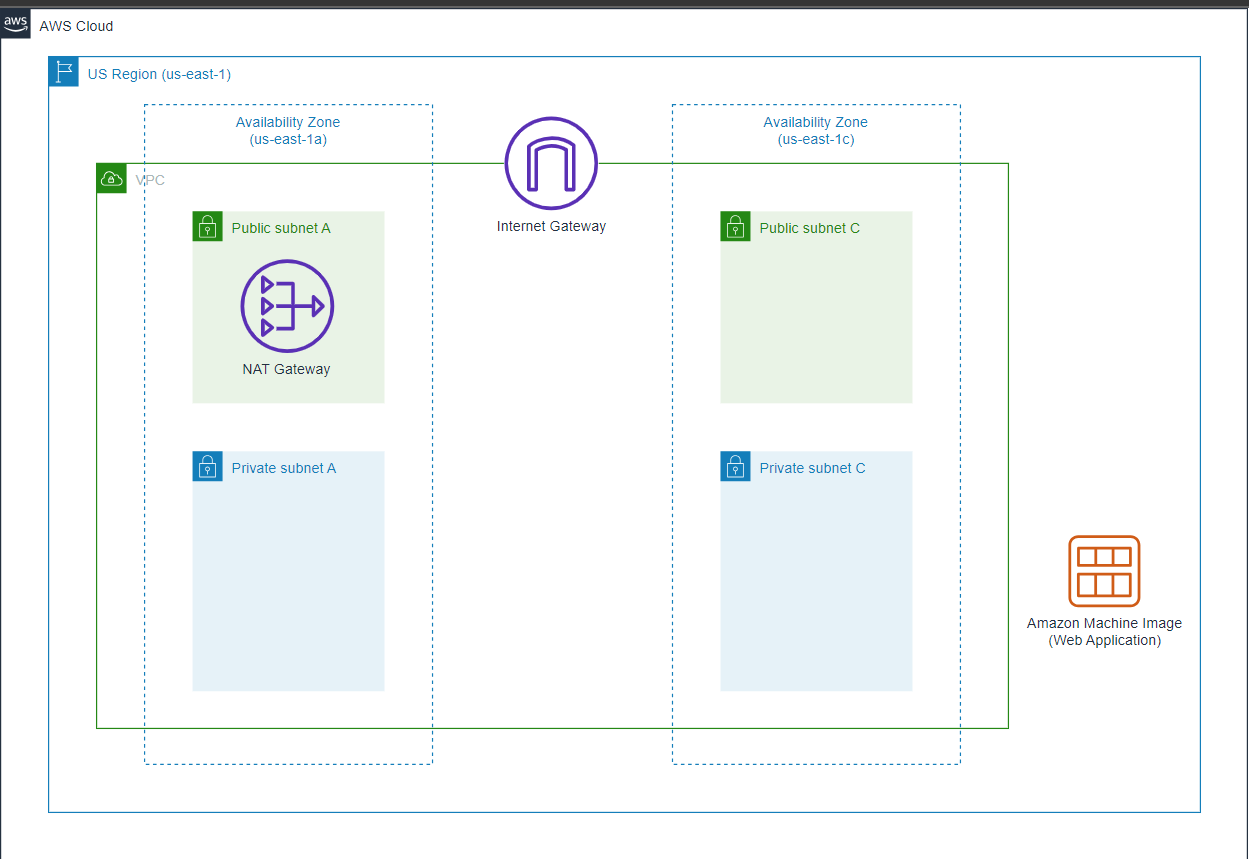 aws
AWS Cloud
US Region (us-east-1)
Availability Zone
(us-east-1a)
Availability Zone
(us-east-1c)
VPC
Internet Gateway
Public subnet A
Public subnet C
NAT Gateway
Private subnet A
Private subnet C
Amazon Machine Image
(Web Application)